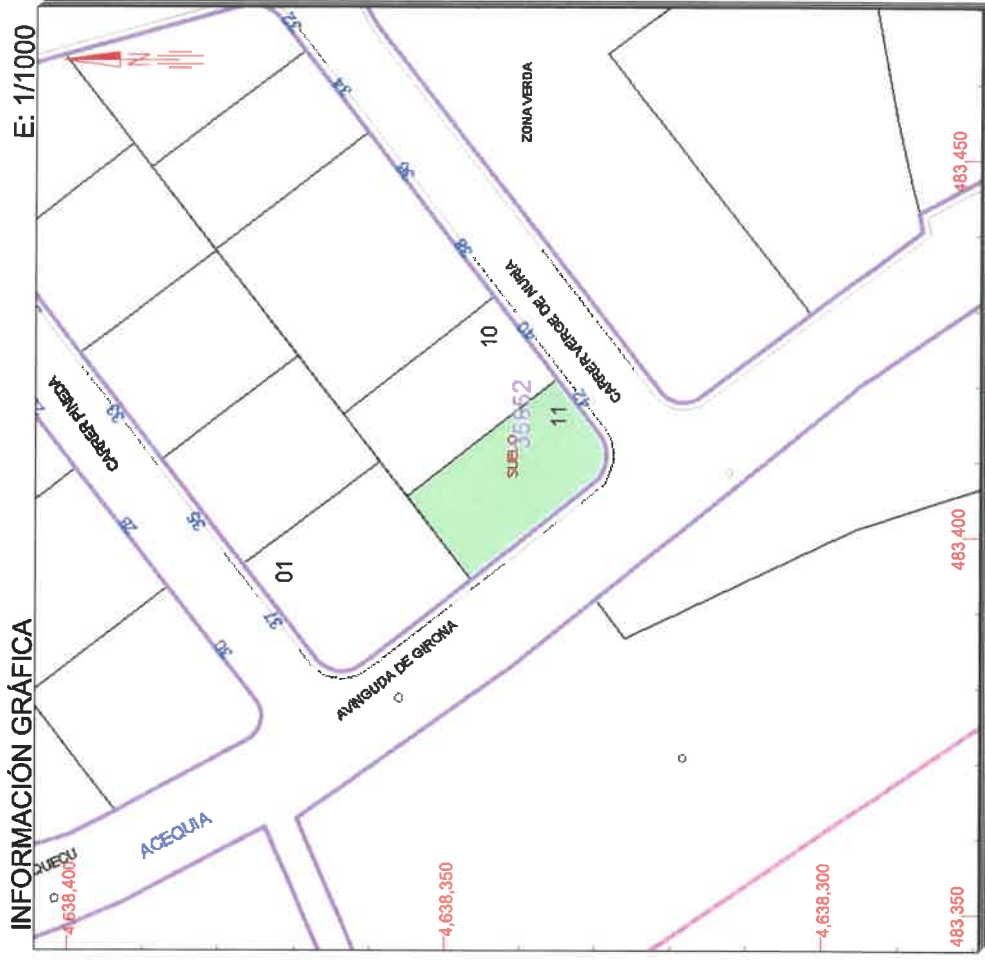 INFORMACIÓN GRÁFICA
E: 1/1000
N
32
34
36
38
40
42
ZONA VERDA
CARRER VERGE DE NURIA
CARRER PINEDA
33
35
37
28
30
01
10
11
SUELO
35852
AVINGUDA DE GIRONA
ACEQUIA
QUECU
4,638,400
4,638,350
4,638,300
483,350
483,400
483,450